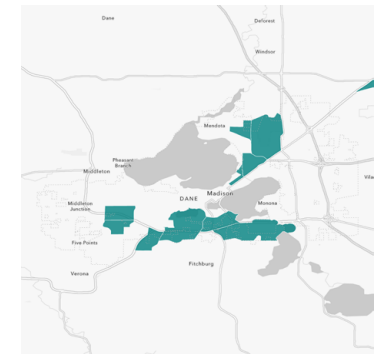 Dane
Deforest
Windsor
Mendota
Pheasant
Branch
Middleton
Madison
DANE
Monona
Middleton
Junction
Five Points
Fitchburg
Verona